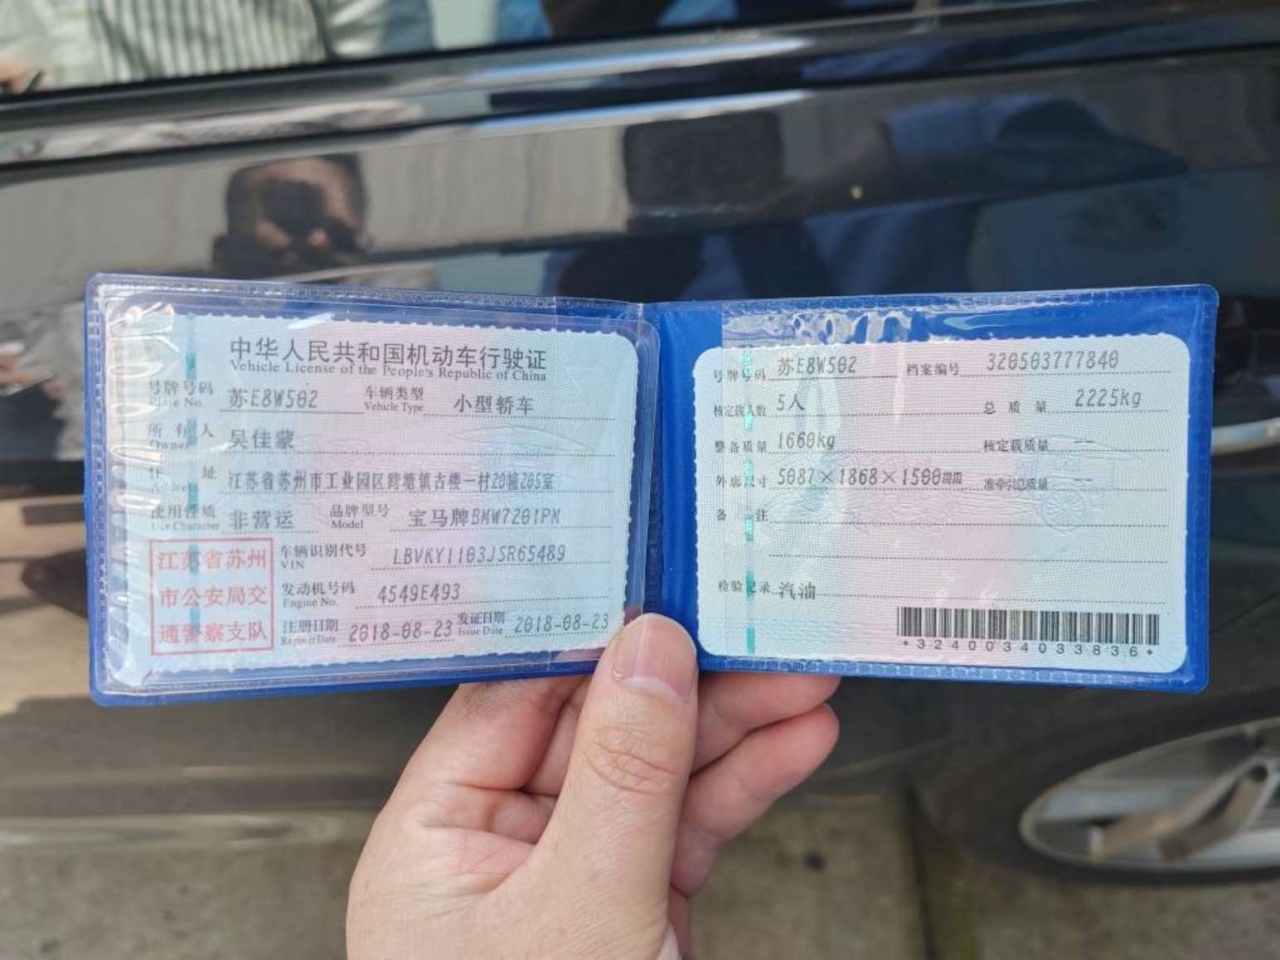 中华人民共和国机动车行驶证
Vehicle License of the People's Republic of China
号牌号码 苏E8W502 车辆类型 小型轿车
Plate No. Vehicle Type
所有人 吴佳蒙
Owner
住址 江苏省苏州市工业园区跨塘镇古楼一村20幢205室
Address
使用性质 非营运 品牌型号 宝马牌BMW7201PM
Use Character Model
江苏省苏州
市公安局交
通警察支队
车辆识别代号 LBVKY1103JSR65489
VIN
发动机号码 4549E493
Engine No.
注册日期 2018-08-23 发证日期 2018-08-23
Register Date Issue Date
号牌号码 苏E8W502 档案编号 320503777840
核定载人数 5人 总质量 2225kg
整备质量 1660kg 核定载质量 --
外廓尺寸 5087×1868×1500mm 准牵引总质量 --
备注
检验记录 汽油
*3240034033836*